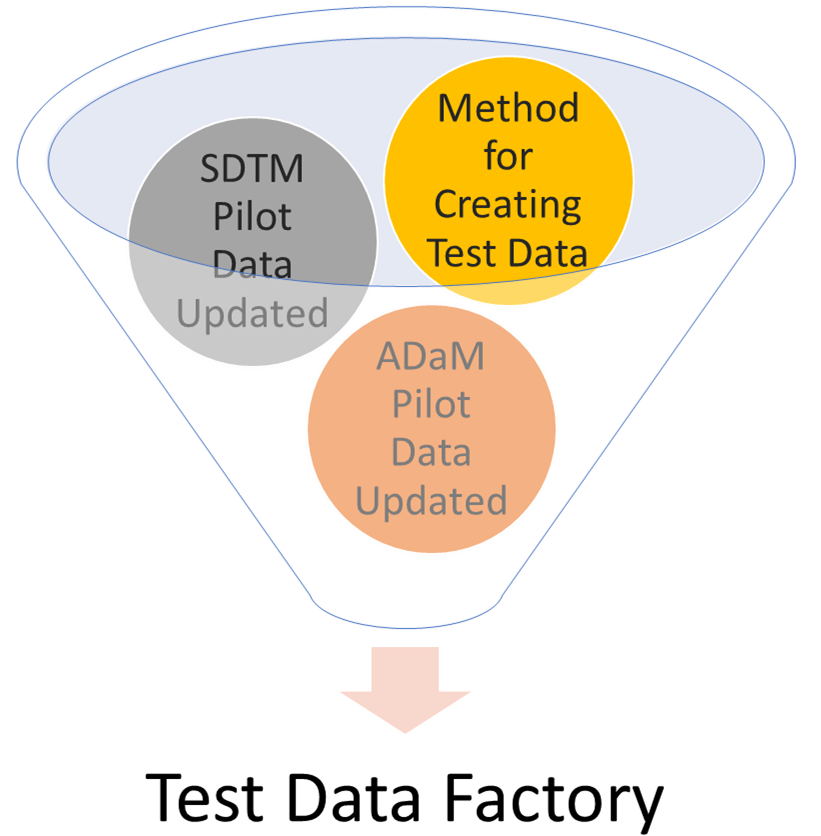 SDTM
Pilot
Data
Updated
Method
for
Creating
Test Data
ADaM
Pilot
Data
Updated
Test Data Factory